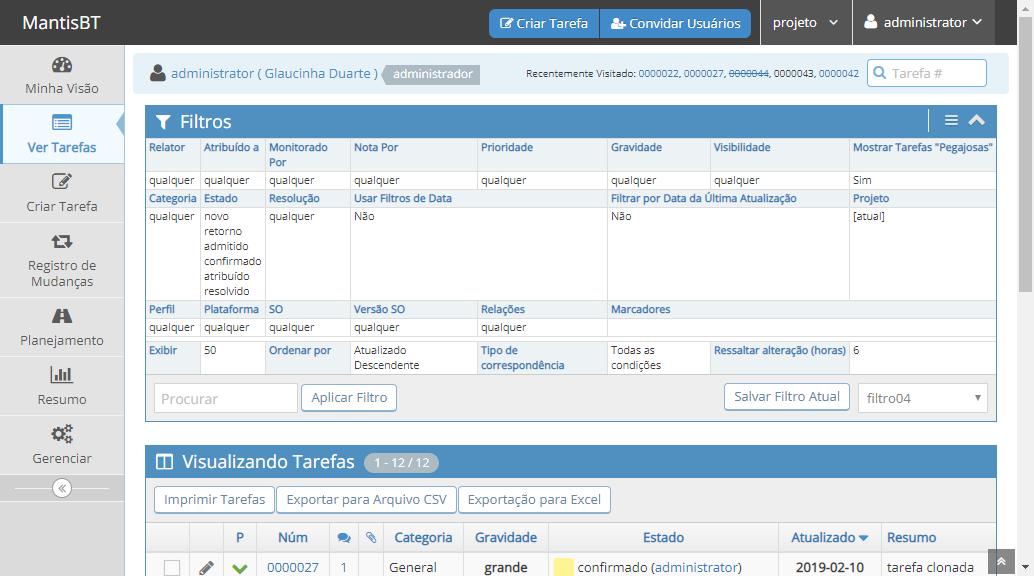 MantisBT
Criar Tarefa
Convidar Usuários
projeto
administrator
Minha Visão
Ver Tarefas
Criar Tarefa
Registro de
Mudanças
Planejamento
Resumo
Gerenciar
administrator ( Glaucinha Duarte ) administrador
Recentemente Visitado: 0000022, 0000027, 0000044, 0000043, 0000042
Tarefa #
Filtros
Relator Atribuído a Monitorado Por Nota Por Prioridade Gravidade Visibilidade Mostrar Tarefas "Pegajosas"
qualquer qualquer qualquer qualquer qualquer qualquer qualquer Sim
Categoria Estado Resolução Usar Filtros de Data Filtrar por Data da Última Atualização Projeto
qualquer novo qualquer Não Não [atual]
retorno
admitido
confirmado
atribuído
resolvido
Perfil Plataforma SO Versão SO Relações Marcadores
qualquer qualquer qualquer qualquer qualquer
Exibir 50 Ordenar por Atualizado Descendente Tipo de correspondência Todas as condições Ressaltar alteração (horas) 6
Procurar Aplicar Filtro Salvar Filtro Atual filtro04
Visualizando Tarefas 1 - 12 / 12
Imprimir Tarefas Exportar para Arquivo CSV Exportação para Excel
P Núm Categoria Gravidade Estado Atualizado Resumo
0000027 1 General grande confirmado (administrator) 2019-02-10 tarefa clonada